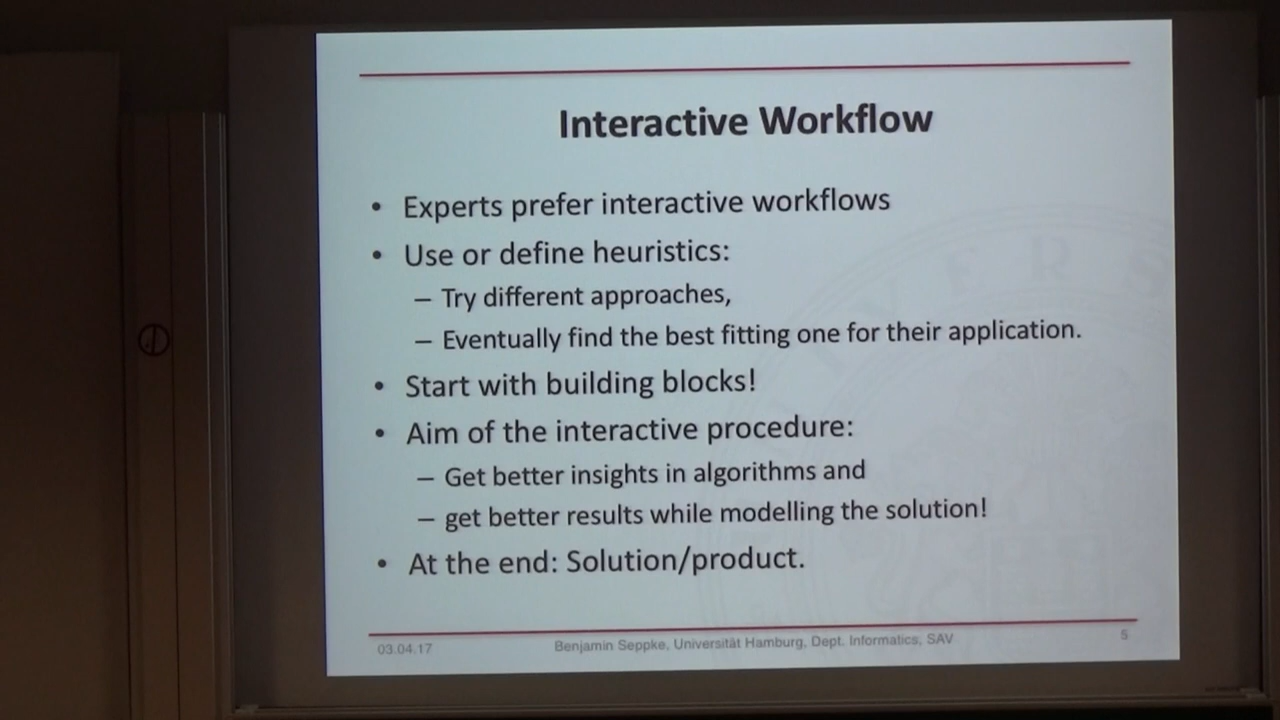 Interactive Workflow
• Experts prefer interactive workflows
• Use or define heuristics:
– Try different approaches,
– Eventually find the best fitting one for their application.
• Start with building blocks!
• Aim of the interactive procedure:
– Get better insights in algorithms and
– get better results while modelling the solution!
• At the end: Solution/product.
03.04.17 Benjamin Seppke, Universität Hamburg, Dept. Informatics, SAV 5